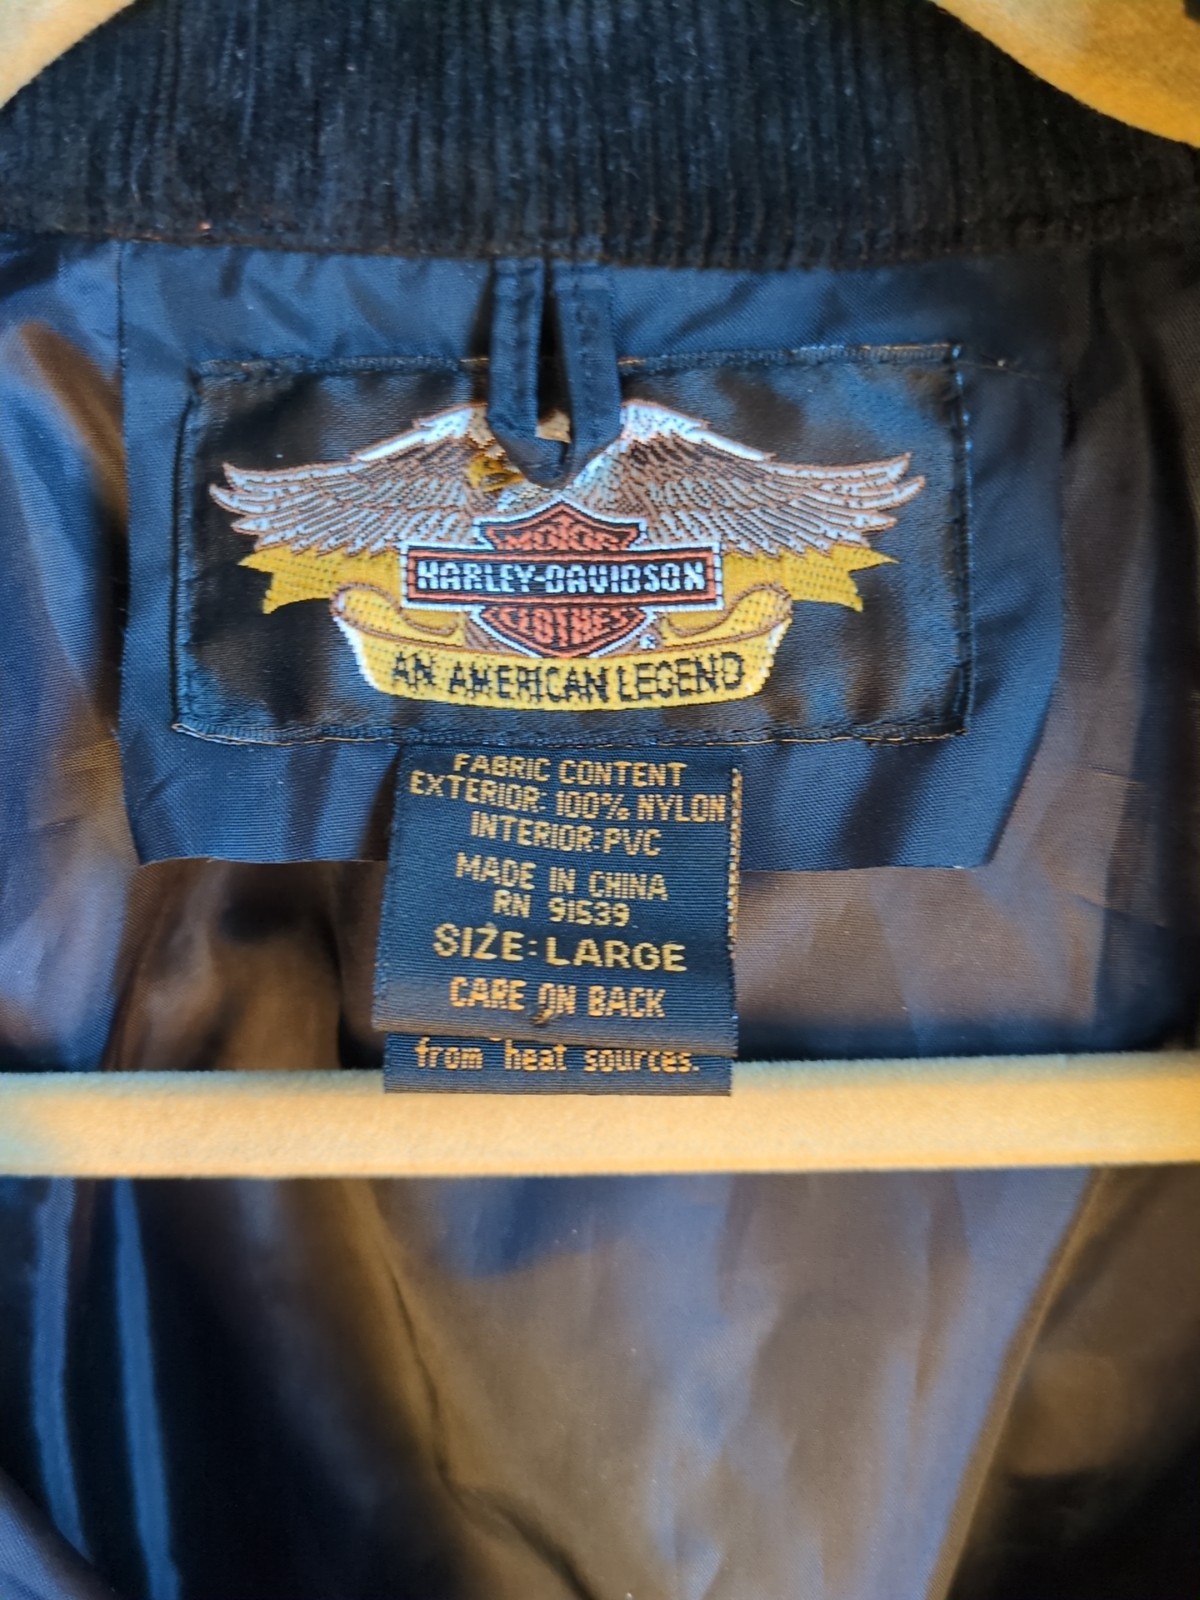 MOTOR
HARLEY-DAVIDSON
CLOTHES
®
AN AMERICAN LEGEND
FABRIC CONTENT
EXTERIOR: 100% NYLON
INTERIOR: PVC
MADE IN CHINA
RN 91539
SIZE: LARGE
CARE ON BACK
from heat sources.